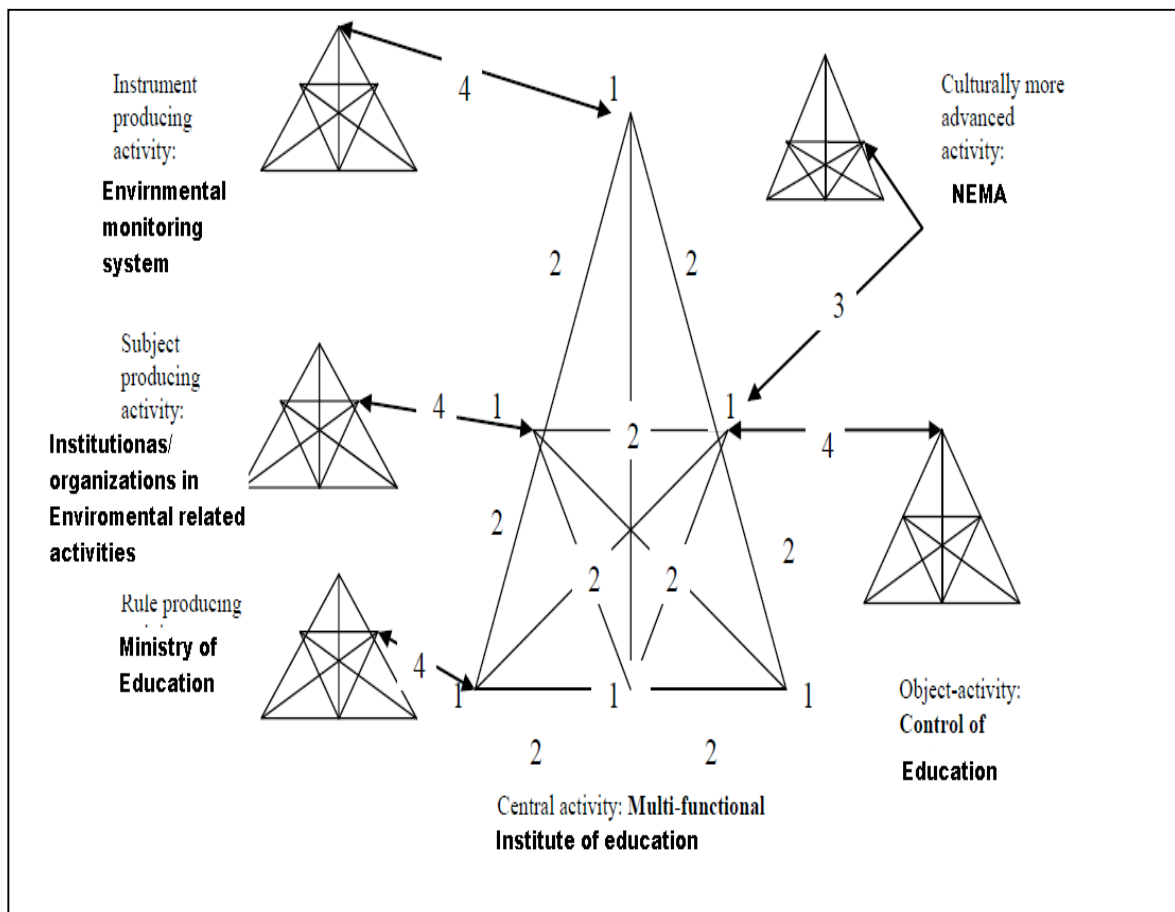 Instrument
producing
activity:
Envirnmental
monitoring
system
4
1
Culturally more
advanced
activity:
NEMA
2
2
3
Subject
producing
activity:
Institutionas/
organizations in
Enviromental related
activities
4
1
2
1
4
2
2
2
2
Rule producing
Ministry of
Education
4
1
1
1
2
2
Object-activity:
Control of
Education
Central activity: Multi-functional
Institute of education